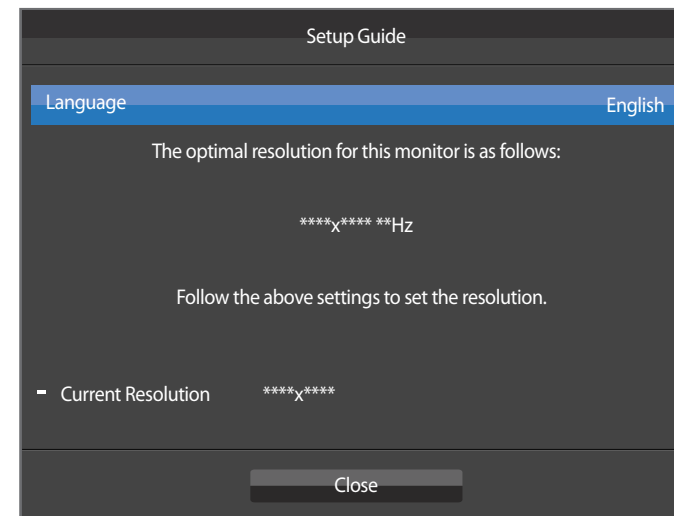 Setup Guide
Language English
The optimal resolution for this monitor is as follows:
****x**** **Hz
Follow the above settings to set the resolution.
- Current Resolution ****x****
Close